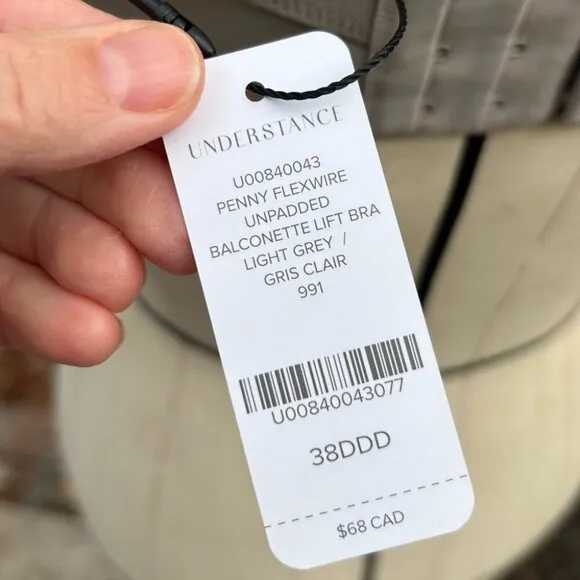 UNDERSTANCE
U00840043
PENNY FLEXWIRE
UNPADDED
BALCONETTE LIFT BRA
LIGHT GREY /
GRIS CLAIR
991
U00840043077
38DDD
$68 CAD